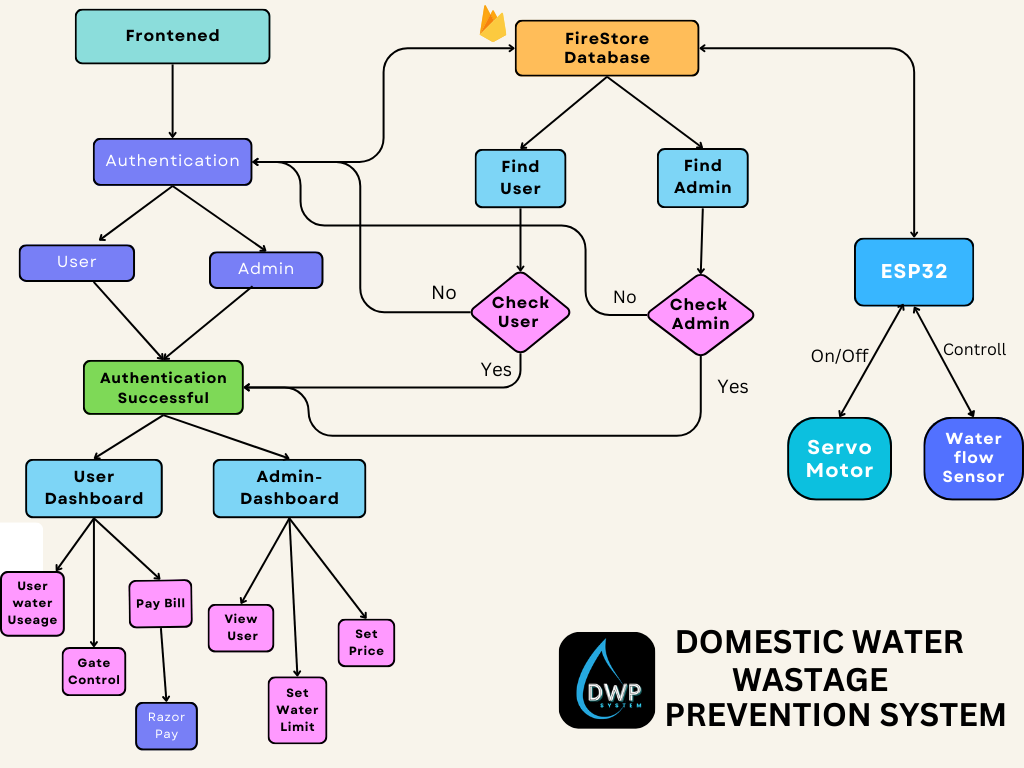 Frontened
FireStore
Database
Authentication
Find
User
Find
Admin
User
Admin
ESP32
No
Check
User
No
Check
Admin
On/Off
Controll
Yes
Yes
Authentication
Successful
Servo
Motor
Water
flow
Sensor
User
Dashboard
Admin-
Dashboard
User
water
Useage
Pay Bill
View
User
Set
Price
Gate
Control
Set
Water
Limit
Razor
Pay
DWP
SYSTEM
DOMESTIC WATER
WASTAGE
PREVENTION SYSTEM